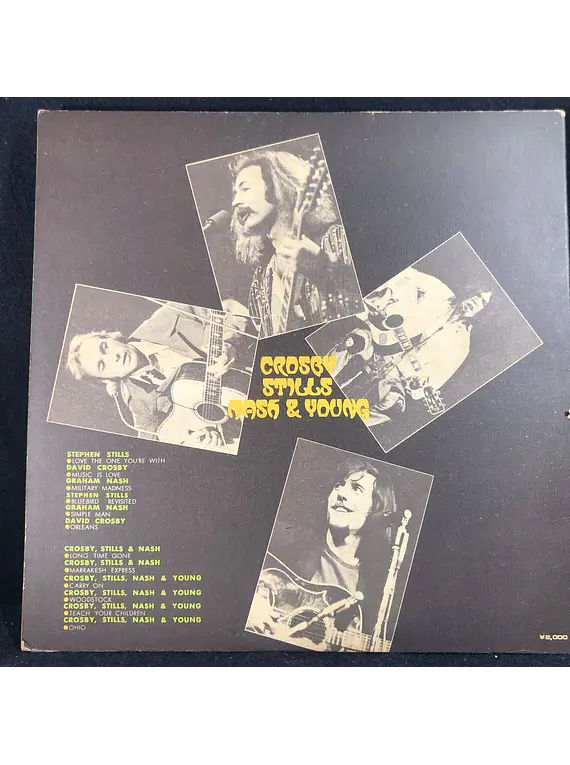 CROSBY
STILLS
NASH & YOUNG
STEPHEN STILLS
●LOVE THE ONE YOU'RE WITH
DAVID CROSBY
●MUSIC IS LOVE
GRAHAM NASH
●MILITARY MADNESS
STEPHEN STILLS
●BLUEBIRD REVISITED
GRAHAM NASH
●SIMPLE MAN
DAVID CROSBY
●ORLEANS
CROSBY, STILLS & NASH
●LONG TIME GONE
CROSBY, STILLS & NASH
●MARRAKESH EXPRESS
CROSBY, STILLS, NASH & YOUNG
●CARRY ON
CROSBY, STILLS, NASH & YOUNG
●WOODSTOCK
CROSBY, STILLS, NASH & YOUNG
●TEACH YOUR CHILDREN
CROSBY, STILLS, NASH & YOUNG
●OHIO
¥2,000